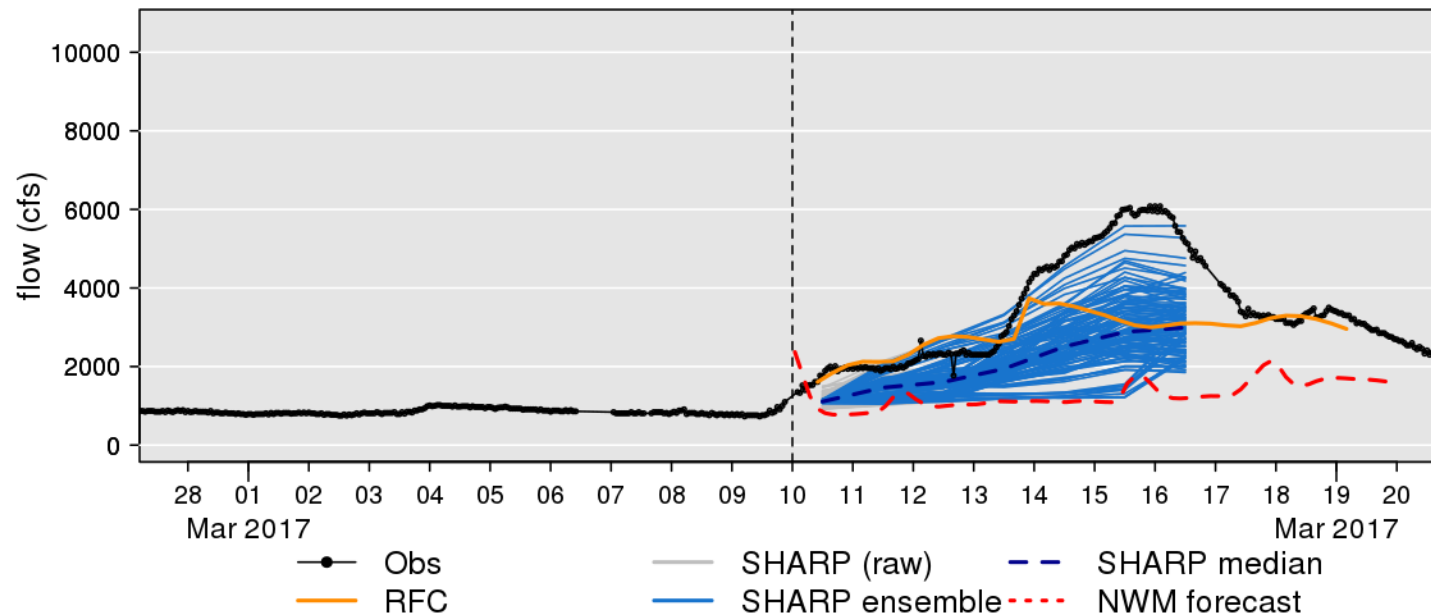 10000
8000
6000
4000
2000
0
flow (cfs)
28 01 02 03 04 05 06 07 08 09 10 11 12 13 14 15 16 17 18 19 20
Mar 2017 Mar 2017
Obs SHARP (raw) SHARP median
RFC SHARP ensemble NWM forecast